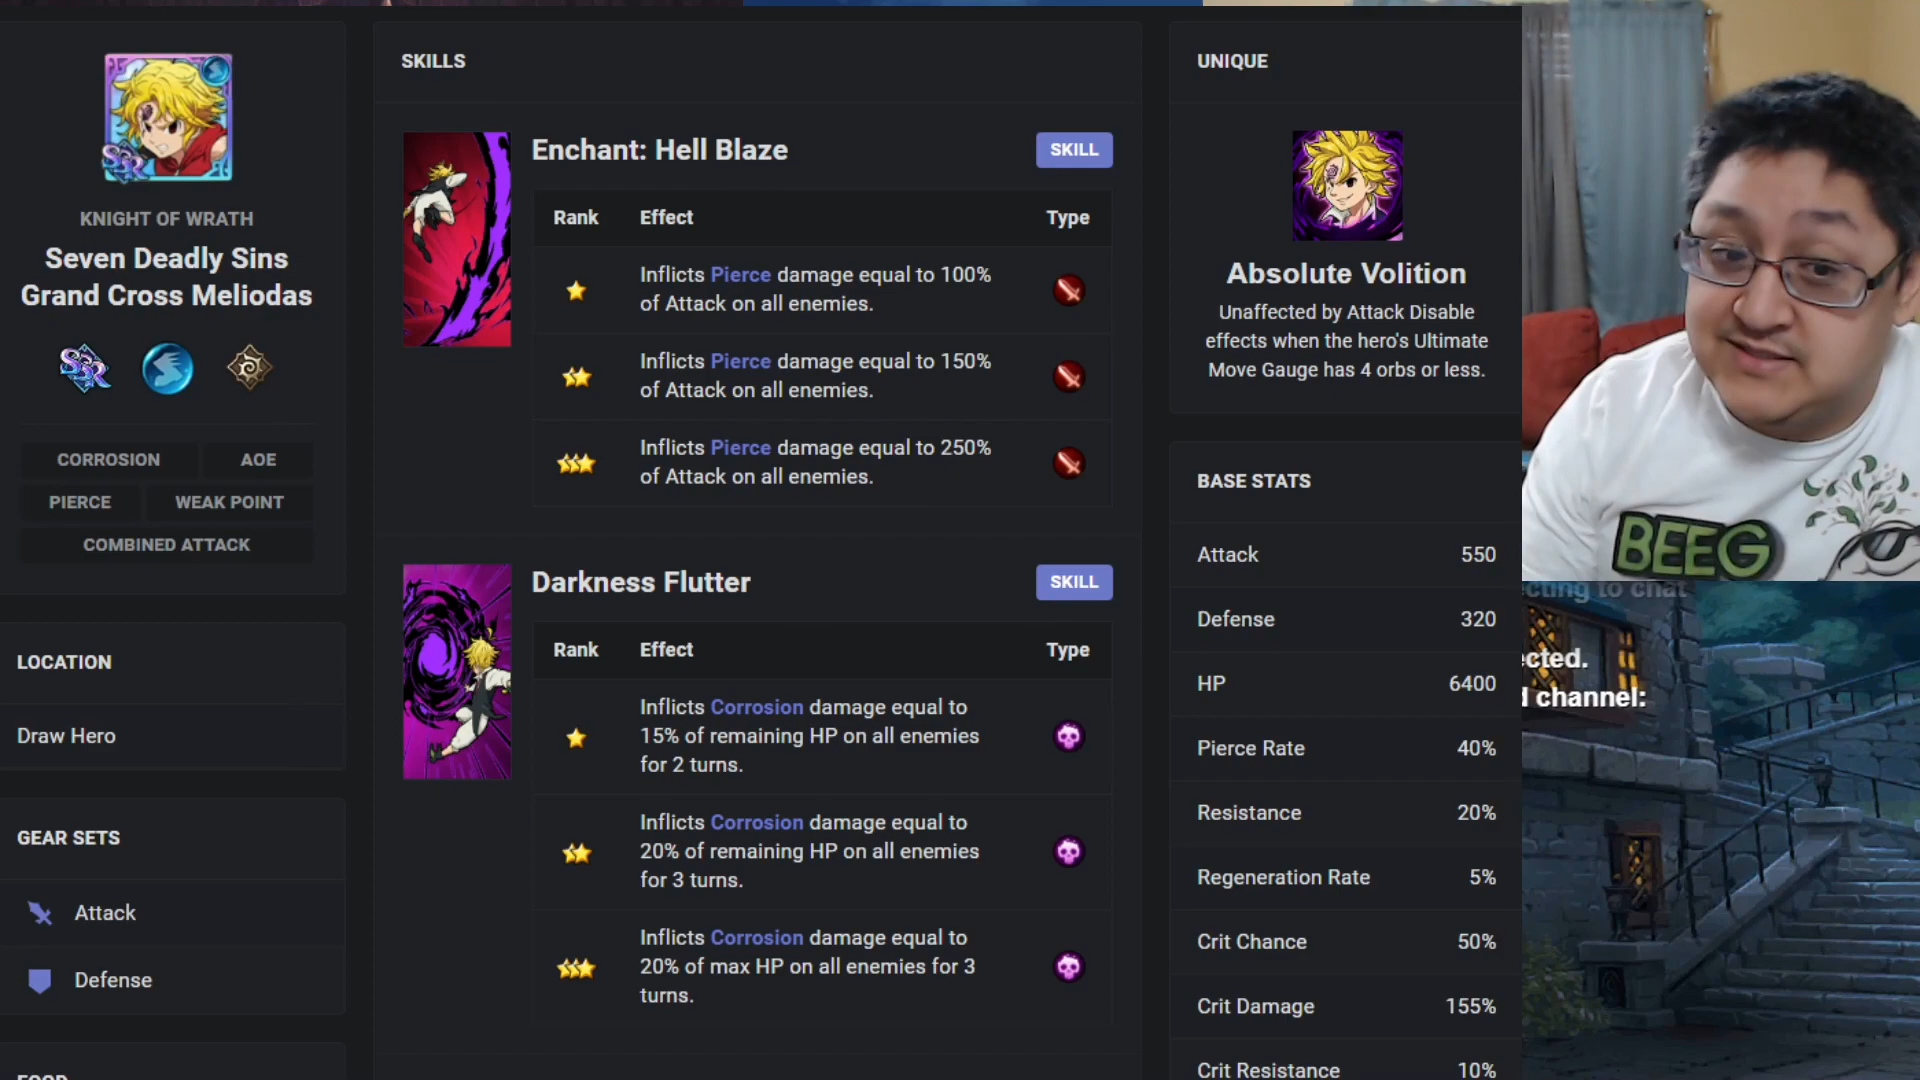 SSR
KNIGHT OF WRATH
Seven Deadly Sins
Grand Cross Meliodas
SSR
CORROSION
AOE
PIERCE
WEAK POINT
COMBINED ATTACK
LOCATION
Draw Hero
GEAR SETS
Attack
Defense
FOOD
SKILLS
Enchant: Hell Blaze
SKILL
Rank Effect Type
Inflicts Pierce damage equal to 100%
of Attack on all enemies.
Inflicts Pierce damage equal to 150%
of Attack on all enemies.
Inflicts Pierce damage equal to 250%
of Attack on all enemies.
Darkness Flutter
SKILL
Rank Effect Type
Inflicts Corrosion damage equal to
15% of remaining HP on all enemies
for 2 turns.
Inflicts Corrosion damage equal to
20% of remaining HP on all enemies
for 3 turns.
Inflicts Corrosion damage equal to
20% of max HP on all enemies for 3
turns.
UNIQUE
Absolute Volition
Unaffected by Attack Disable
effects when the hero's Ultimate
Move Gauge has 4 orbs or less.
BASE STATS
Attack 550
Defense 320
HP 6400
Pierce Rate 40%
Resistance 20%
Regeneration Rate 5%
Crit Chance 50%
Crit Damage 155%
Crit Resistance 10%
BEEG
cting to chat
cted.
d channel: